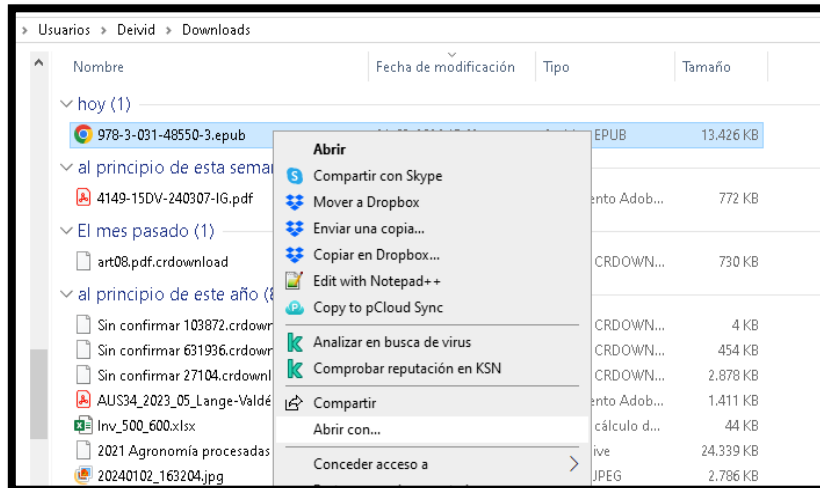 > Usuarios > Deivid > Downloads
Nombre Fecha de modificación Tipo Tamaño
hoy (1)
978-3-031-48550-3.epub EPUB 13.426 KB
Abrir
al principio de esta sema
Compartir con Skype
4149-15DV-240307-IG.pdf ento Adob... 772 KB
Mover a Dropbox
El mes pasado (1)
Enviar una copia...
art08.pdf.crdownload CRDOWN... 730 KB
Copiar en Dropbox...
Edit with Notepad++
al principio de este año (
Copy to pCloud Sync
Sin confirmar 103872.crdowr CRDOWN... 4 KB
Analizar en busca de virus
Sin confirmar 631936.crdowr CRDOWN... 454 KB
Comprobar reputación en KSN
Sin confirmar 27104.crdownl CRDOWN... 2.878 KB
Compartir
AUS34_2023_05_Lange-Valdé ento Adob... 1.411 KB
Abrir con...
Inv_500_600.xlsx cálculo d... 44 KB
2021 Agronomía procesadas ive 24.339 KB
Conceder acceso a
20240102_163204.jpg JPEG 2.786 KB